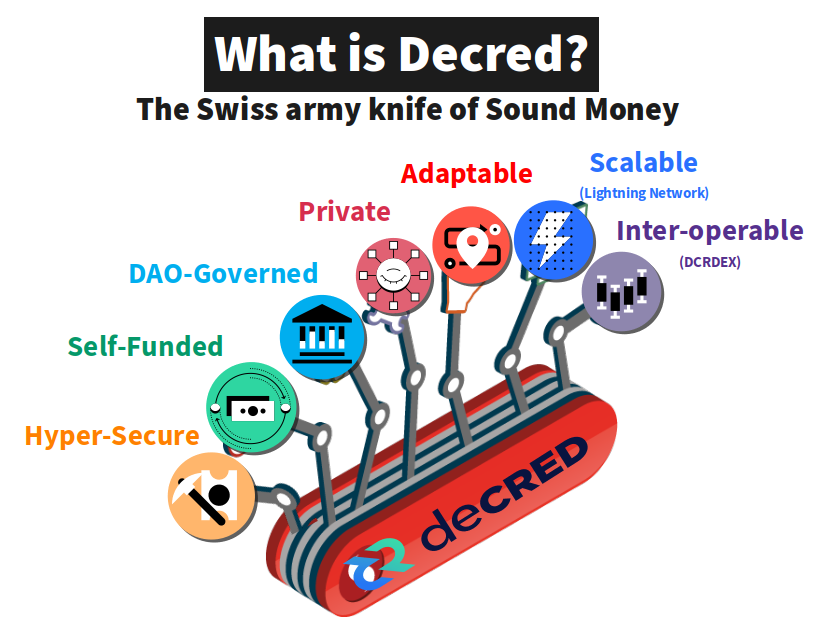 What is Decred?
The Swiss army knife of Sound Money
Scalable
(Lightning Network)
Adaptable
Private
Inter-operable
(DCRDEX)
DAO-Governed
Self-Funded
Hyper-Secure
deCRED